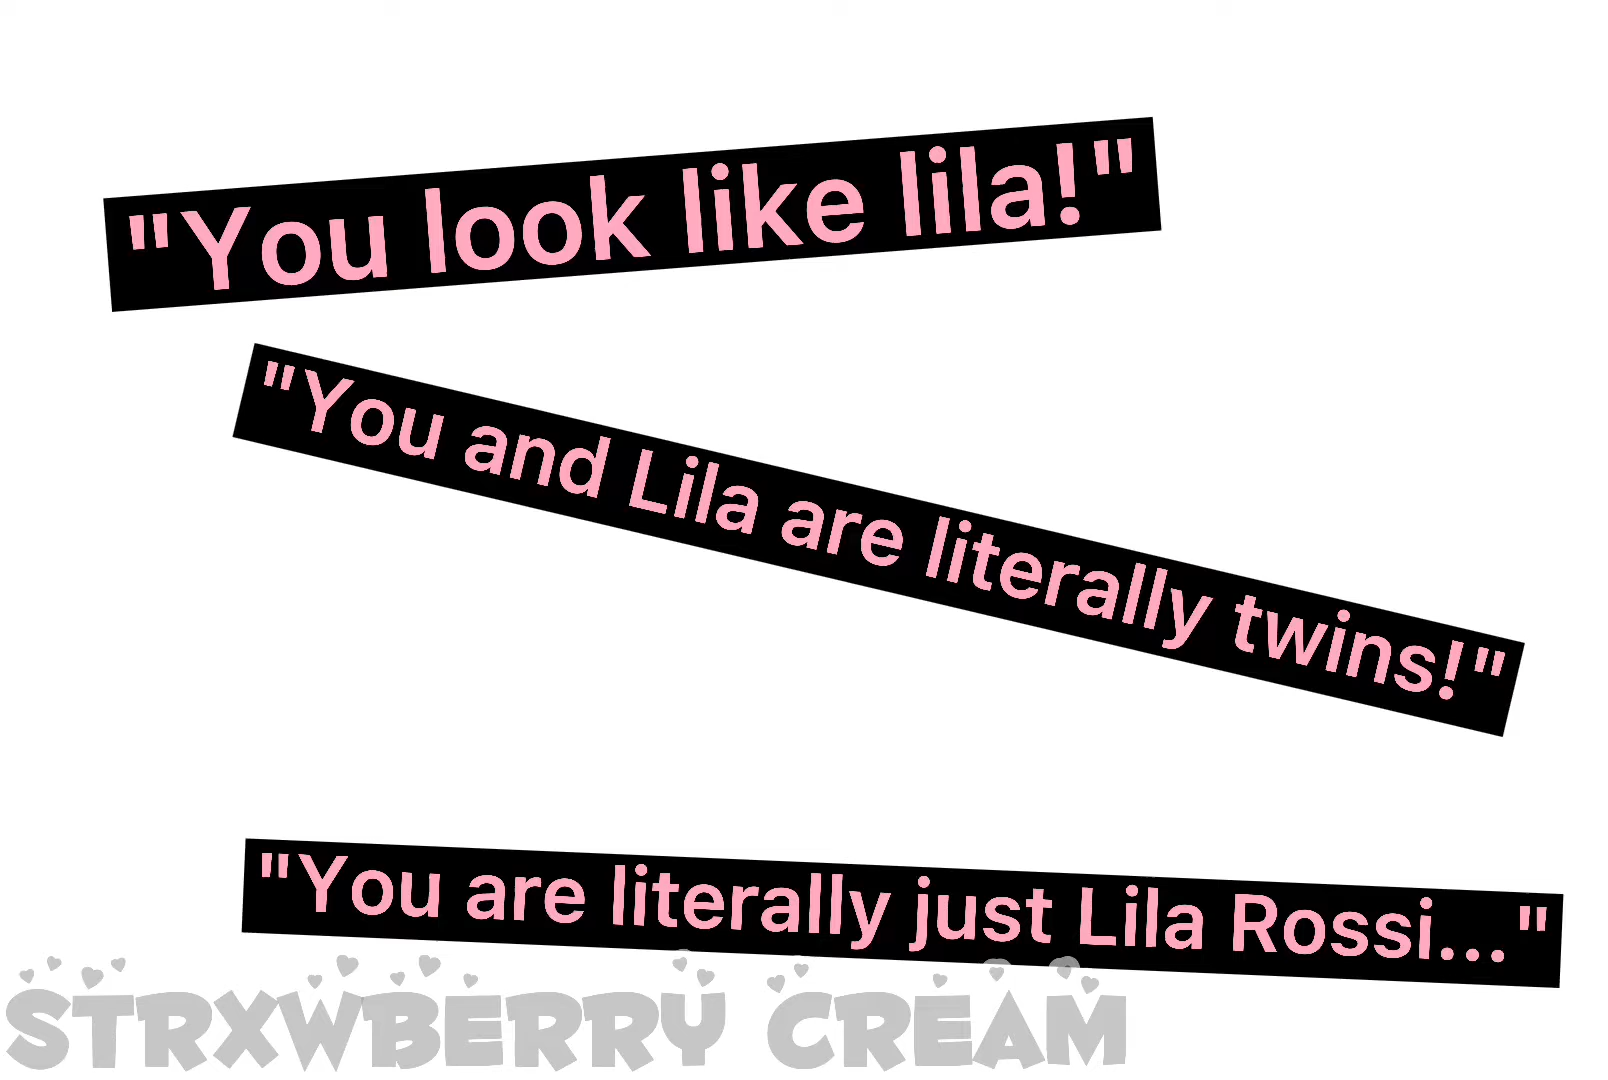 "You look like lila!"
"You and Lila are literally twins!"
"You are literally just Lila Rossi..."
STRXWBERRY CREAM